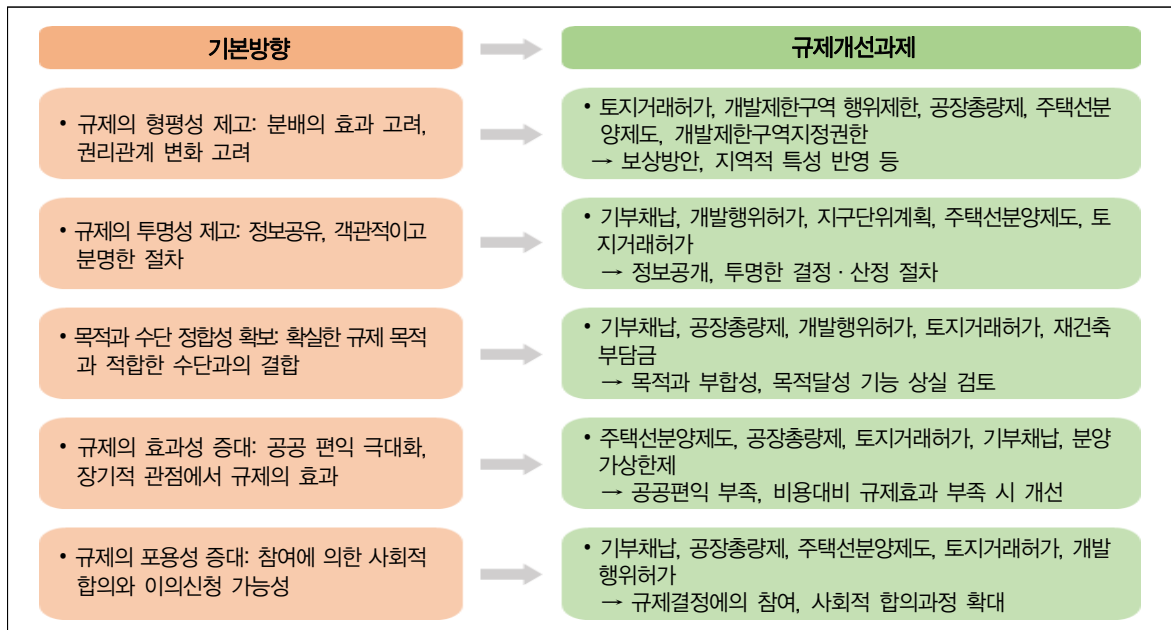 기본방향
규제개선과제
• 규제의 형평성 제고: 분배의 효과 고려,
권리관계 변화 고려
• 토지거래허가, 개발제한구역 행위제한, 공장총량제, 주택선분
양제도, 개발제한구역지정권한
→ 보상방안, 지역적 특성 반영 등
• 규제의 투명성 제고: 정보공유, 객관적이고
분명한 절차
• 기부채납, 개발행위허가, 지구단위계획, 주택선분양제도, 토
지거래허가
→ 정보공개, 투명한 결정·산정 절차
• 목적과 수단 정합성 확보: 확실한 규제 목적
과 적합한 수단과의 결합
• 기부채납, 공장총량제, 개발행위허가, 토지거래허가, 재건축
부담금
→ 목적과 부합성, 목적달성 기능 상실 검토
• 규제의 효과성 증대: 공공 편익 극대화,
장기적 관점에서 규제의 효과
• 주택선분양제도, 공장총량제, 토지거래허가, 기부채납, 분양
가상한제
→ 공공편익 부족, 비용대비 규제효과 부족 시 개선
• 규제의 포용성 증대: 참여에 의한 사회적
합의와 이의신청 가능성
• 기부채납, 공장총량제, 주택선분양제도, 토지거래허가, 개발
행위허가
→ 규제결정에의 참여, 사회적 합의과정 확대